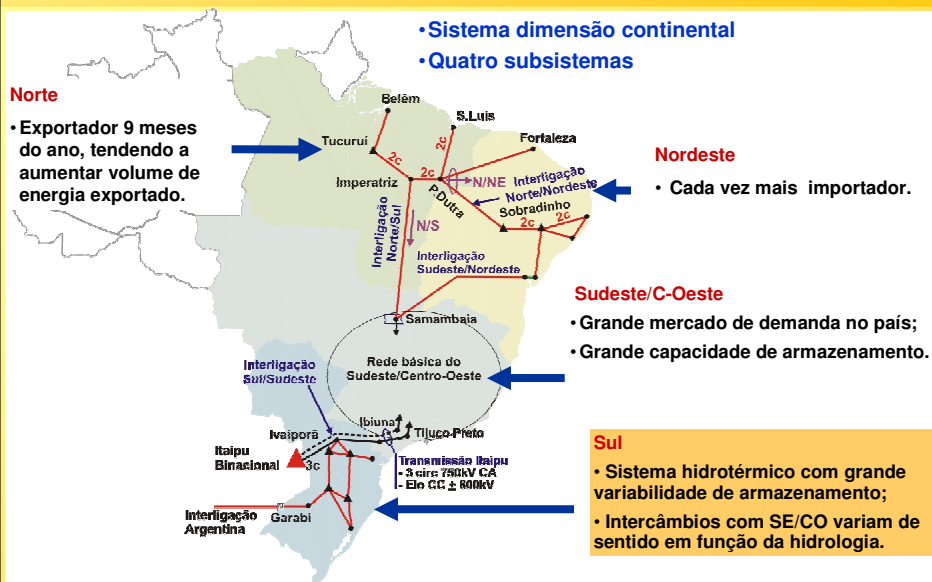 •Sistema dimensão continental
•Quatro subsistemas
Norte
• Exportador 9 meses
do ano, tendendo a
aumentar volume de
energia exportado.
Belém
S.Luis
Tucuruí
2c
2c
Fortaleza
Imperatriz
2c
P.Dutra
N/NE
Interligação
Norte/Nordeste
Sobradinho
2c
2c
Interligação
Norte/Sul
N/S
Interligação
Sudeste/Nordeste
Nordeste
• Cada vez mais importador.
Sudeste/C-Oeste
•Grande mercado de demanda no país;
•Grande capacidade de armazenamento.
Samambaia
Rede básica do
Sudeste/Centro-Oeste
Interligação
Sul/Sudeste
Ibiuna
Ivaiporã
Tijuco Preto
Itaipu
Binacional
3c
Transmissão Itaipu
- 3 circ 750kV CA
- Elo CC ± 600kV
Interligação
Argentina
Garabi
Sul
• Sistema hidrotérmico com grande
variabilidade de armazenamento;
• Intercâmbios com SE/CO variam de
sentido em função da hidrologia.